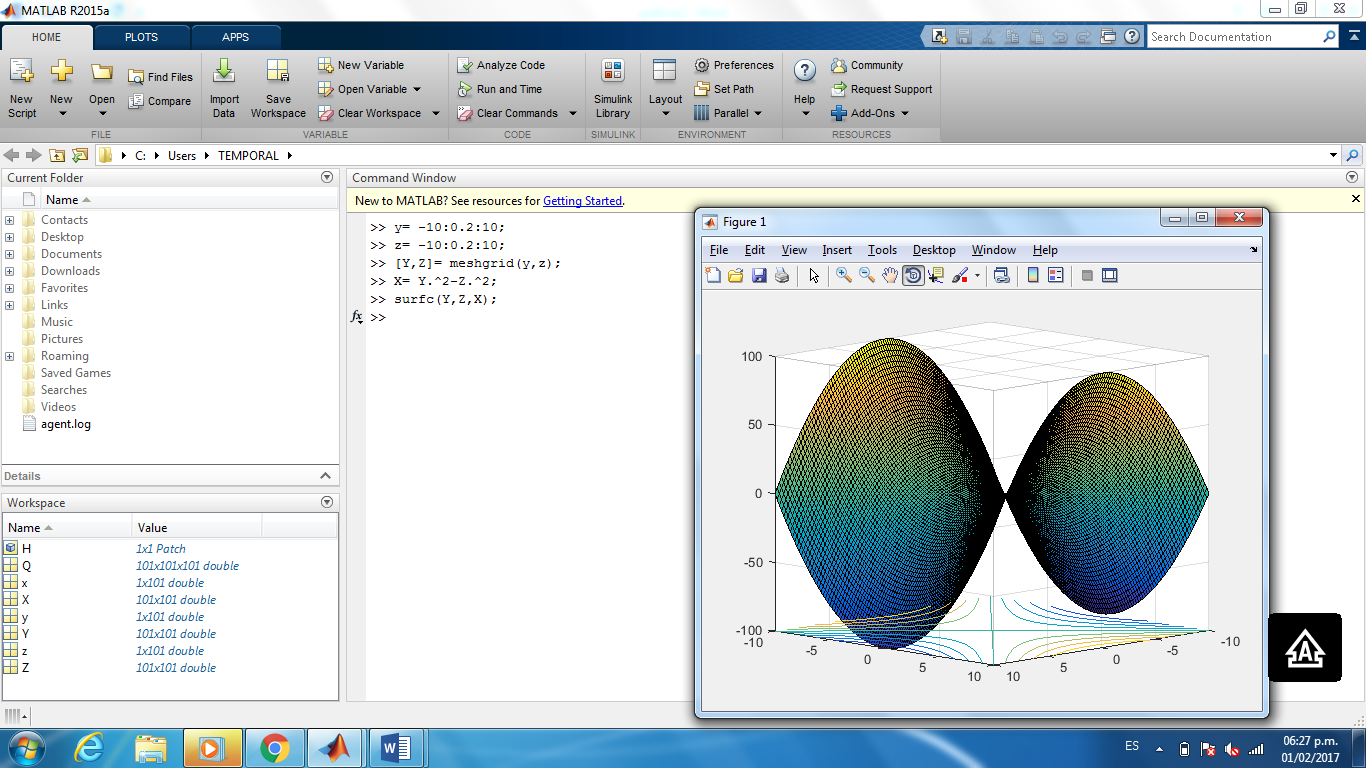 MATLAB R2015a
HOME PLOTS APPS
Search Documentation
New Script
New
Open
Find Files
Compare
Import Data
Save Workspace
New Variable
Open Variable
Clear Workspace
Analyze Code
Run and Time
Clear Commands
Simulink Library
Layout
Preferences
Set Path
Parallel
Help
Community
Request Support
Add-Ons
FILE VARIABLE CODE SIMULINK ENVIRONMENT RESOURCES
C: Users TEMPORAL
Current Folder
Name
Contacts
Desktop
Documents
Downloads
Favorites
Links
Music
Pictures
Roaming
Saved Games
Searches
Videos
agent.log
Details
Workspace
Name Value
H 1x1 Patch
Q 101x101x101 double
x 1x101 double
X 101x101 double
y 1x101 double
Y 101x101 double
z 1x101 double
Z 101x101 double
Command Window
New to MATLAB? See resources for Getting Started.
>> y= -10:0.2:10;
>> z= -10:0.2:10;
>> [Y,Z]= meshgrid(y,z);
>> X= Y.^2-Z.^2;
>> surfc(Y,Z,X);
fx >>
Figure 1
File Edit View Insert Tools Desktop Window Help
100
50
0
-50
-100
-10 -5 0 5 10
10 5 0 -5 -10
A
ES
06:27 p.m.
01/02/2017